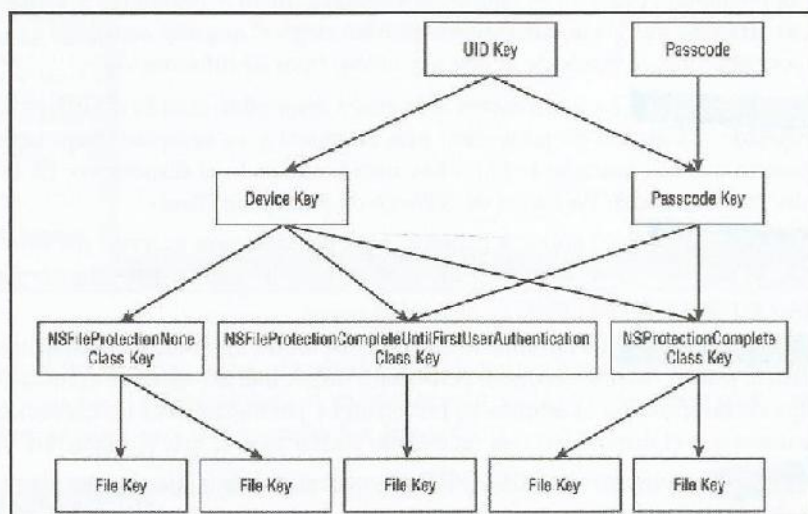 UID Key
Passcode
Device Key
Passcode Key
NSFileProtectionNone
Class Key
NSFileProtectionCompleteUntilFirstUserAuthentication
Class Key
NSProtectionComplete
Class Key
File Key
File Key
File Key
File Key
File Key